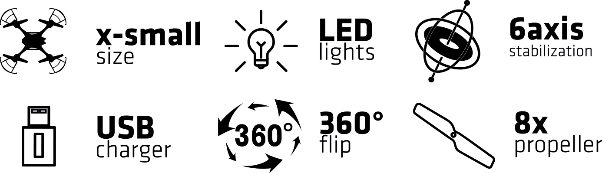 x-small
size
LED
lights
6axis
stabilization
USB
charger
360°
360°
flip
8x
propeller